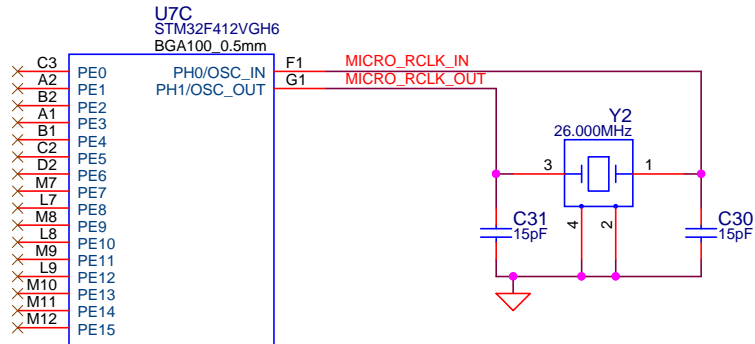 U7C
STM32F412VGH6
BGA100_0.5mm
C3 PE0 PH0/OSC_IN F1 MICRO_RCLK_IN
A2 PE1 PH1/OSC_OUT G1 MICRO_RCLK_OUT
B2 PE2
A1 PE3
B1 PE4
C2 PE5
D2 PE6
M7 PE7
L7 PE8
M8 PE9
L8 PE10
M9 PE11
L9 PE12
M10 PE13
M11 PE14
M12 PE15
Y2
26.000MHz
3 1
4 2
C31
15pF
C30
15pF